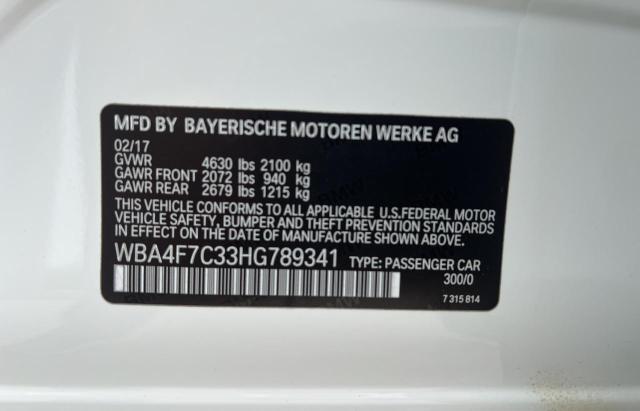 MFD BY BAYERISCHE MOTOREN WERKE AG
02/17
GVWR 4630 lbs 2100 kg
GAWR FRONT 2072 lbs 940 kg
GAWR REAR 2679 lbs 1215 kg
THIS VEHICLE CONFORMS TO ALL APPLICABLE U.S.FEDERAL MOTOR
VEHICLE SAFETY, BUMPER AND THEFT PREVENTION STANDARDS
IN EFFECT ON THE DATE OF MANUFACTURE SHOWN ABOVE.
WBA4F7C33HG789341 TYPE: PASSENGER CAR
300/0
7 315 814